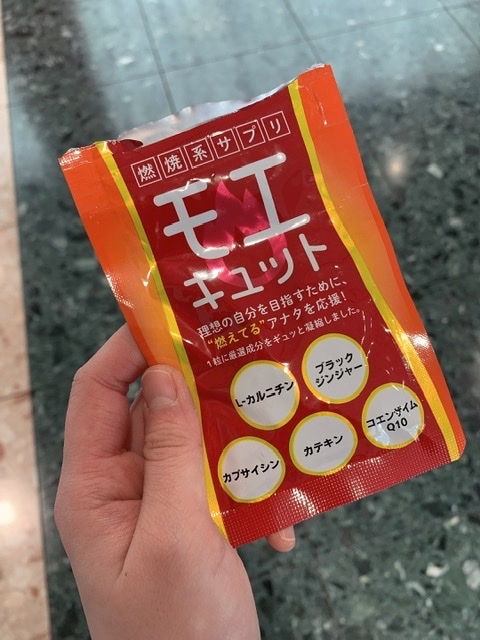 燃焼系サプリ
モエ
キュット
理想の自分を目指すために、
“燃えてる”アナタを応援!
1粒に厳選成分をギュッと凝縮しました。
L-カルニチン
ブラック
ジンジャー
カプサイシン
カテキン
コエンザイム
Q10